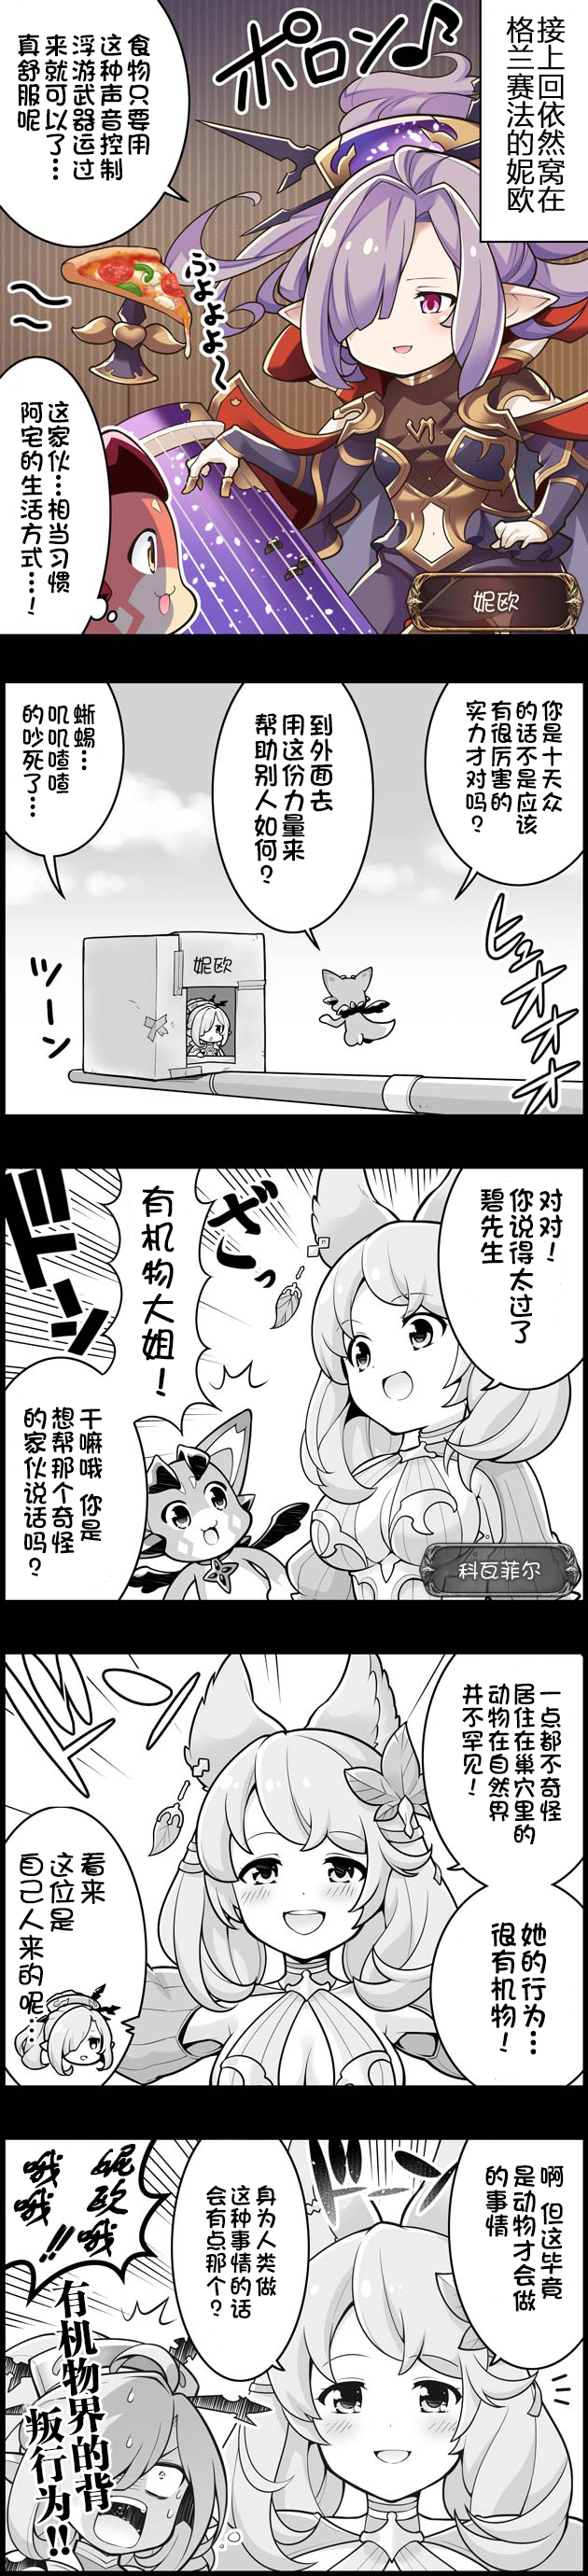 接上回依然窝在
格兰赛法的妮欧
ポロン♪
食物只要用
这种声音控制
浮游武器运过
来就可以了…
真舒服呢
ふよよよ～
这家伙…相当习惯
阿宅的生活方式…！
妮欧
你是十天众
的话不是应该
有很厉害的
实力才对吗？
到外面去
用这份力量来
帮助别人如何？
蜥蜴…
叽叽喳喳
的吵死了…
妮欧
ヒュオオオ
ツーン
对对！
你说得太过了
碧先生
ざっ
有机物大姐！
ドドン
干嘛哦 你是
想帮那个奇怪
的家伙说话吗？
科瓦菲尔
一点都不奇怪
居住在巢穴里的
动物在自然界
并不罕见！
她的行为…
很有机物！
看来
这位是
自己人来的呢…
啊 但这毕竟
是动物才会做
的事情
身为人类做
这种事情的话
会有点那个？
妮欧哦
哦哦!!
有机物界的背
叛行为!!